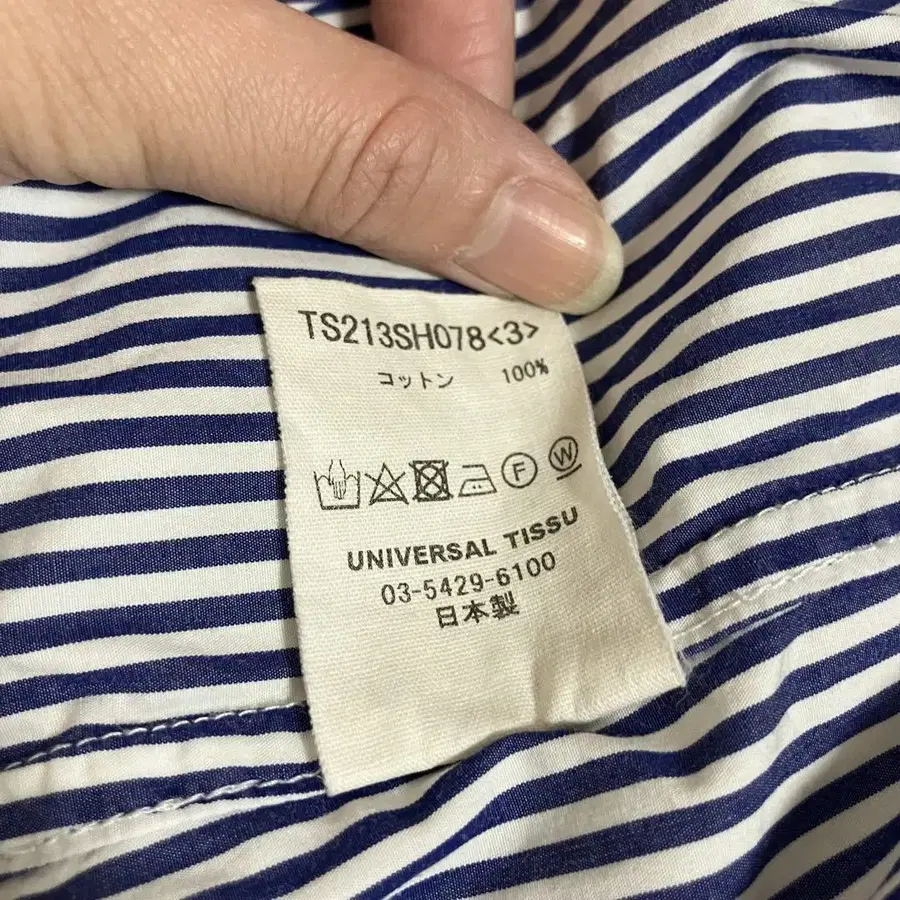 TS213SH078<3>
コットン 100%
F W
UNIVERSAL TISSU
03-5429-6100
日本製